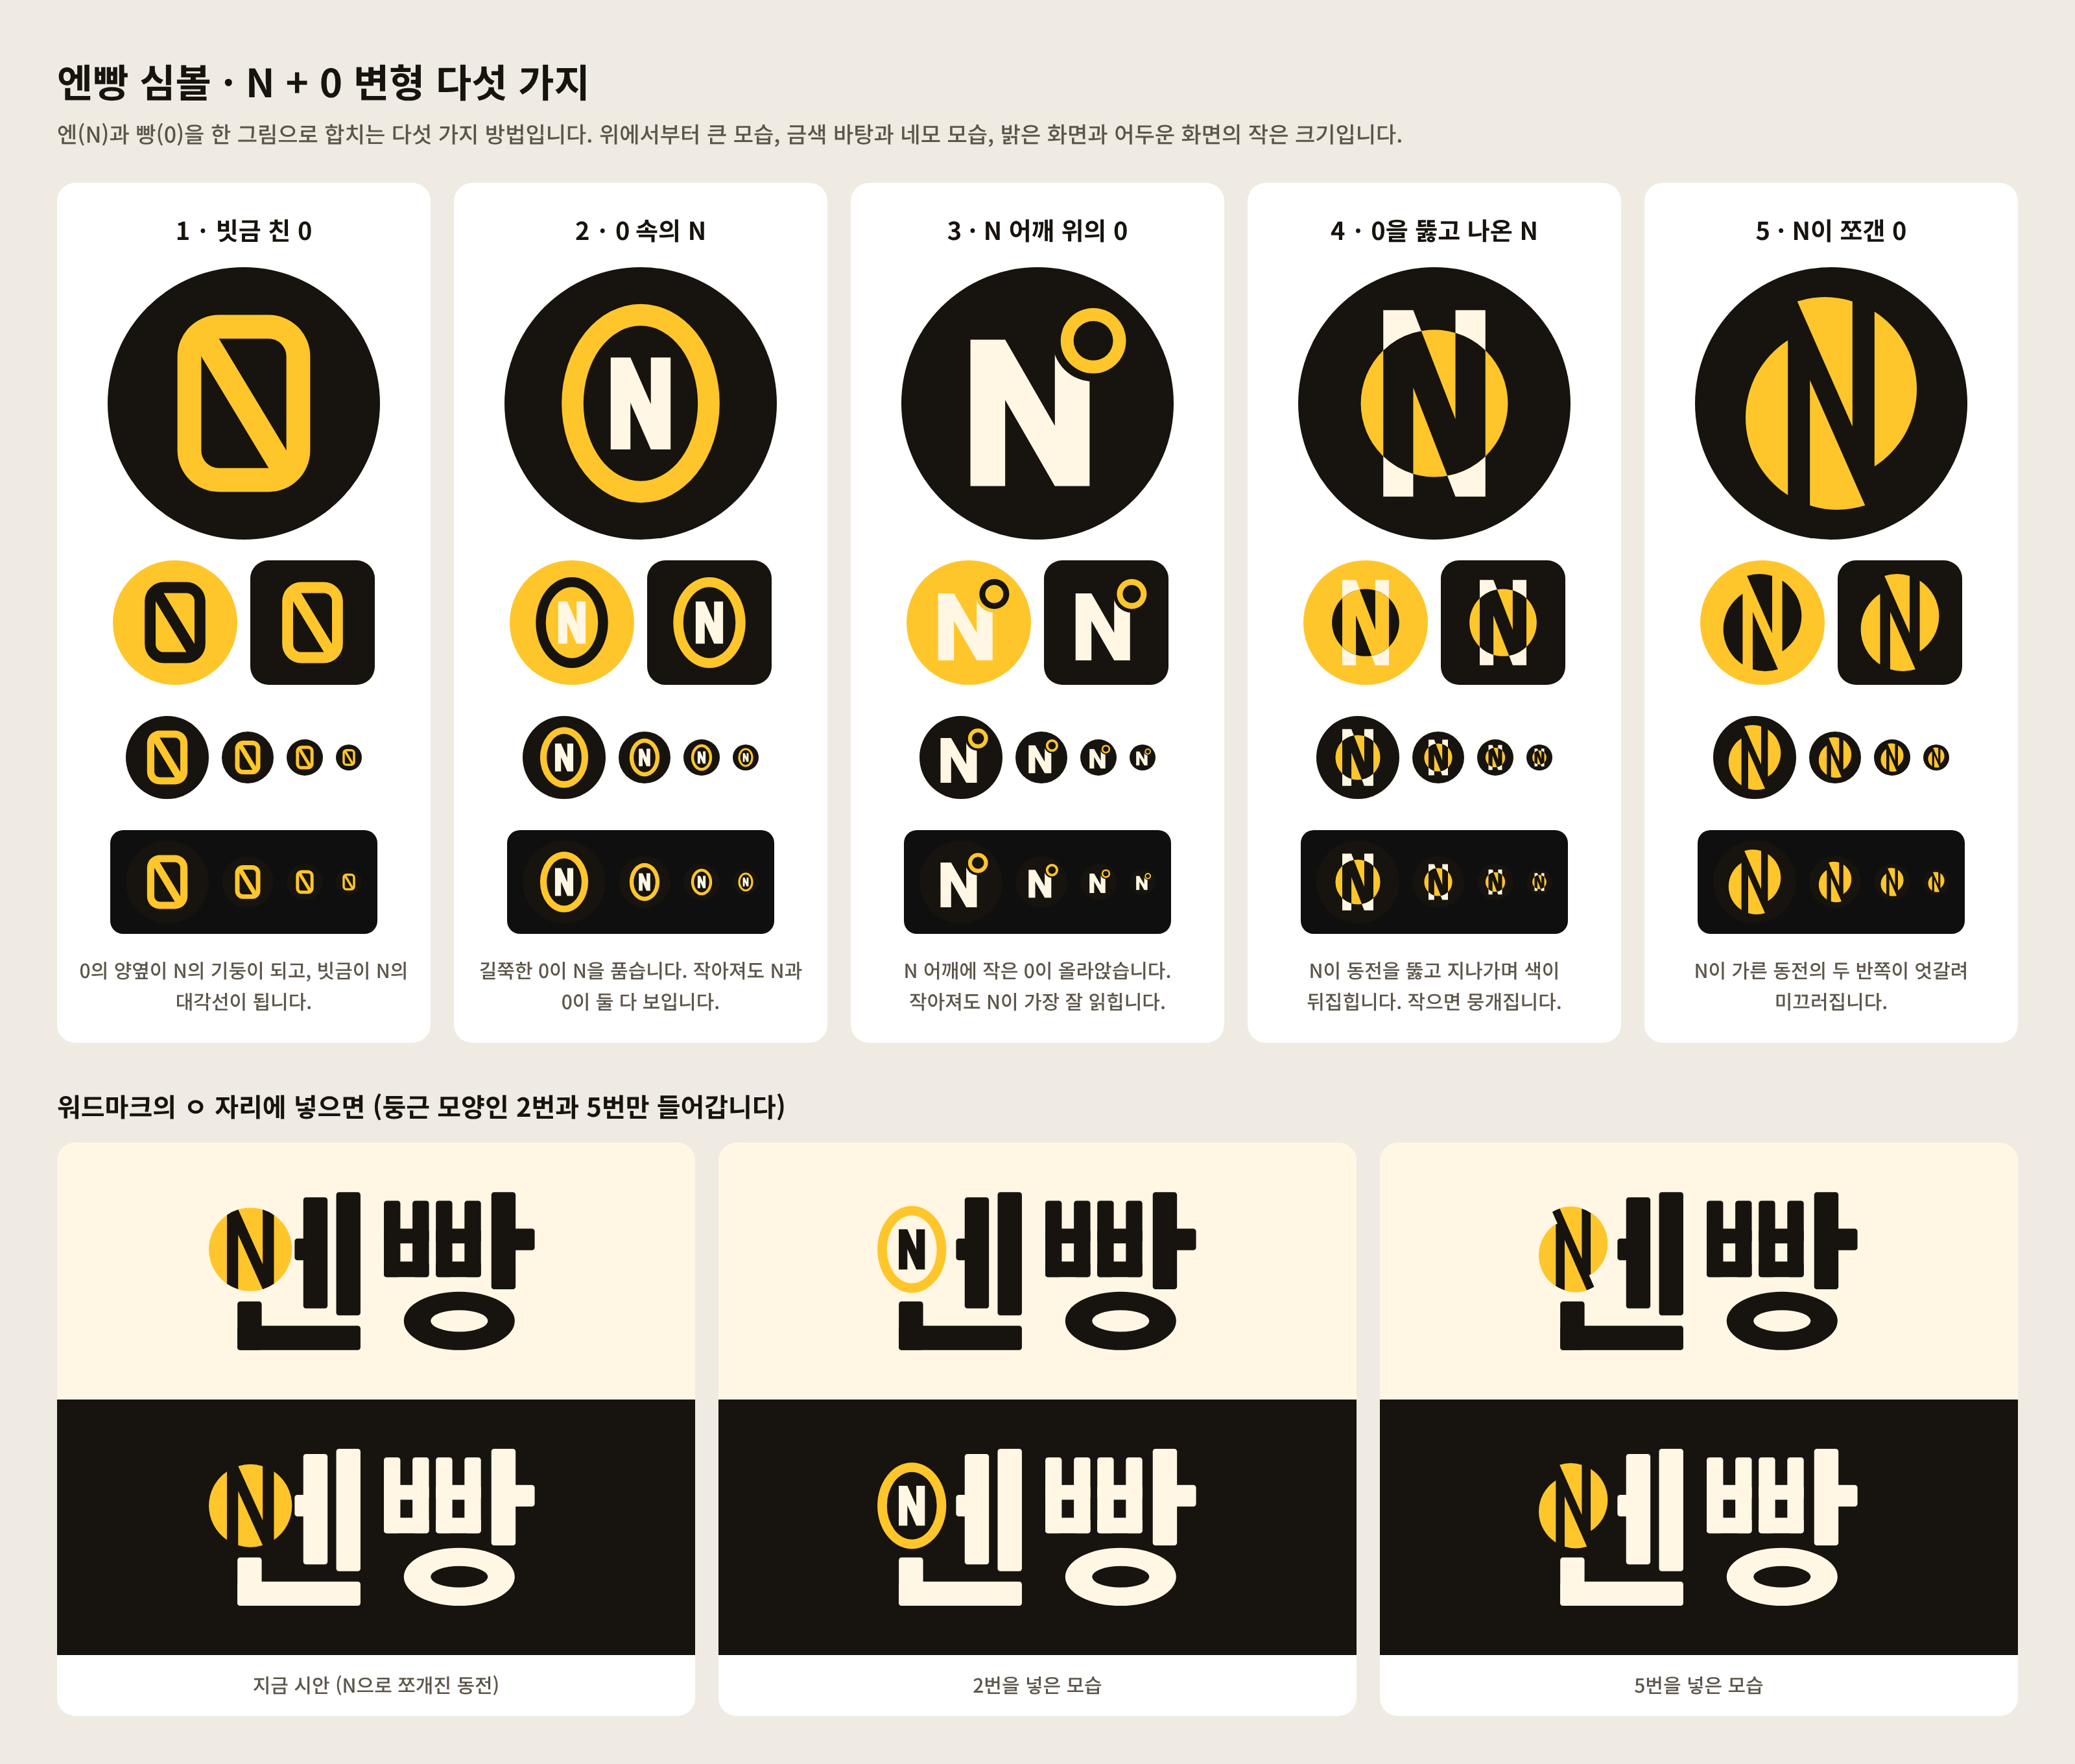 엔빵 심볼 · N + 0 변형 다섯 가지
엔(N)과 빵(0)을 한 그림으로 합치는 다섯 가지 방법입니다. 위에서부터 큰 모습, 금색 바탕과 네모 모습, 밝은 화면과 어두운 화면의 작은 크기입니다.
1 · 빗금 친 0
0의 양옆이 N의 기둥이 되고, 빗금이 N의
대각선이 됩니다.
2 · 0 속의 N
N
N
N
N
N
N
N
N
N
N
N
길쭉한 0이 N을 품습니다. 작아져도 N과
0이 둘 다 보입니다.
3 · N 어깨 위의 0
N
N
N
N
N
N
N
N
N
N
N
N 어깨에 작은 0이 올라앉습니다.
작아져도 N이 가장 잘 읽힙니다.
4 · 0을 뚫고 나온 N
N
N
N
N
N
N
N
N
N
N
N
N이 동전을 뚫고 지나가며 색이
뒤집힙니다. 작으면 뭉개집니다.
5 · N이 쪼갠 0
N
N
N
N
N
N
N
N
N
N
N
N이 가른 동전의 두 반쪽이 엇갈려
미끄러집니다.
워드마크의 ㅇ 자리에 넣으면 (둥근 모양인 2번과 5번만 들어갑니다)
엔빵
엔빵
지금 시안 (N으로 쪼개진 동전)
엔빵
엔빵
2번을 넣은 모습
엔빵
엔빵
5번을 넣은 모습